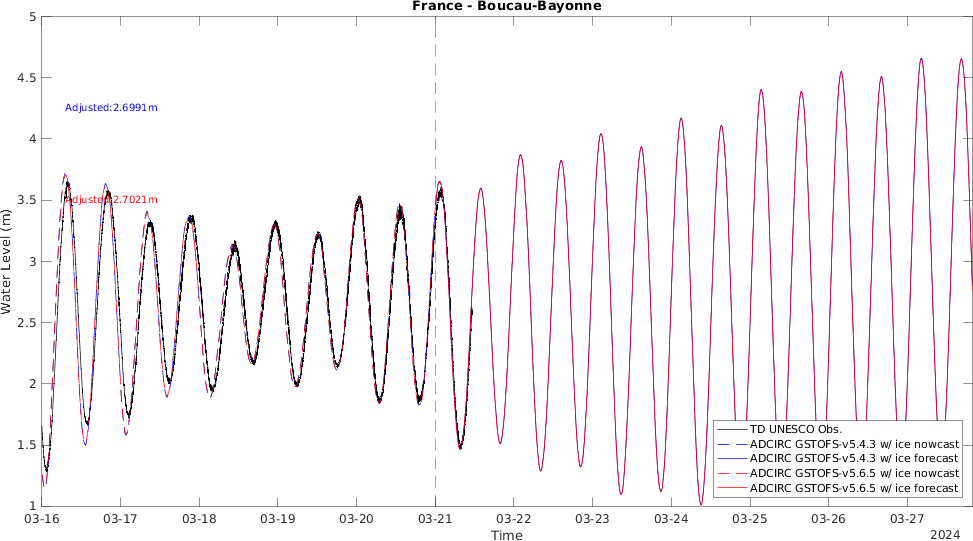 France - Boucau-Bayonne
5
4.5
4
3.5
3
2.5
2
1.5
1
Water Level (m)
Adjusted:2.6991m
Adjusted:2.7021m
TD UNESCO Obs.
ADCIRC GSTOFS-v5.4.3 w/ ice nowcast
ADCIRC GSTOFS-v5.4.3 w/ ice forecast
ADCIRC GSTOFS-v5.6.5 w/ ice nowcast
ADCIRC GSTOFS-v5.6.5 w/ ice forecast
03-16 03-17 03-18 03-19 03-20 03-21 03-22 03-23 03-24 03-25 03-26 03-27
Time
2024